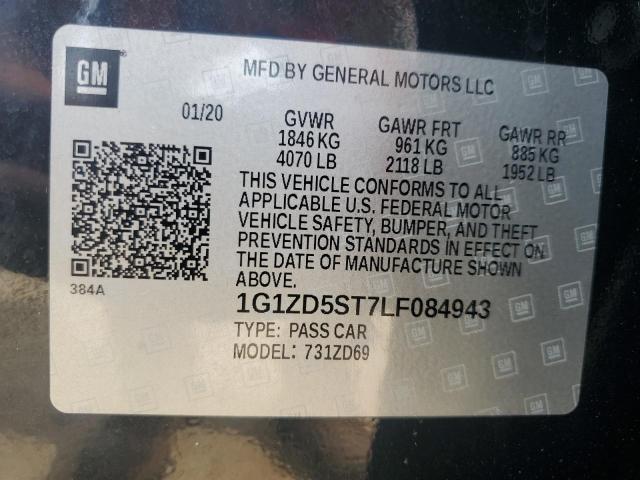 GM
MFD BY GENERAL MOTORS LLC
01/20
GVWR GAWR FRT GAWR RR
1846 KG 961 KG 885 KG
4070 LB 2118 LB 1952 LB
THIS VEHICLE CONFORMS TO ALL
APPLICABLE U.S. FEDERAL MOTOR
VEHICLE SAFETY, BUMPER, AND THEFT
PREVENTION STANDARDS IN EFFECT ON
THE DATE OF MANUFACTURE SHOWN
ABOVE.
384A
1G1ZD5ST7LF084943
TYPE: PASS CAR
MODEL: 731ZD69